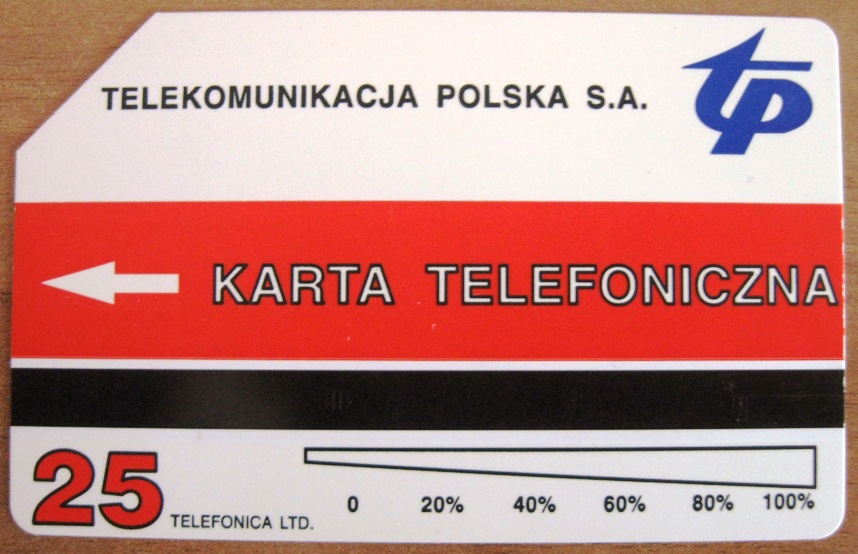 TELEKOMUNIKACJA POLSKA S.A.
tp
KARTA TELEFONICZNA
25
TELEFONICA LTD.
0 20% 40% 60% 80% 100%